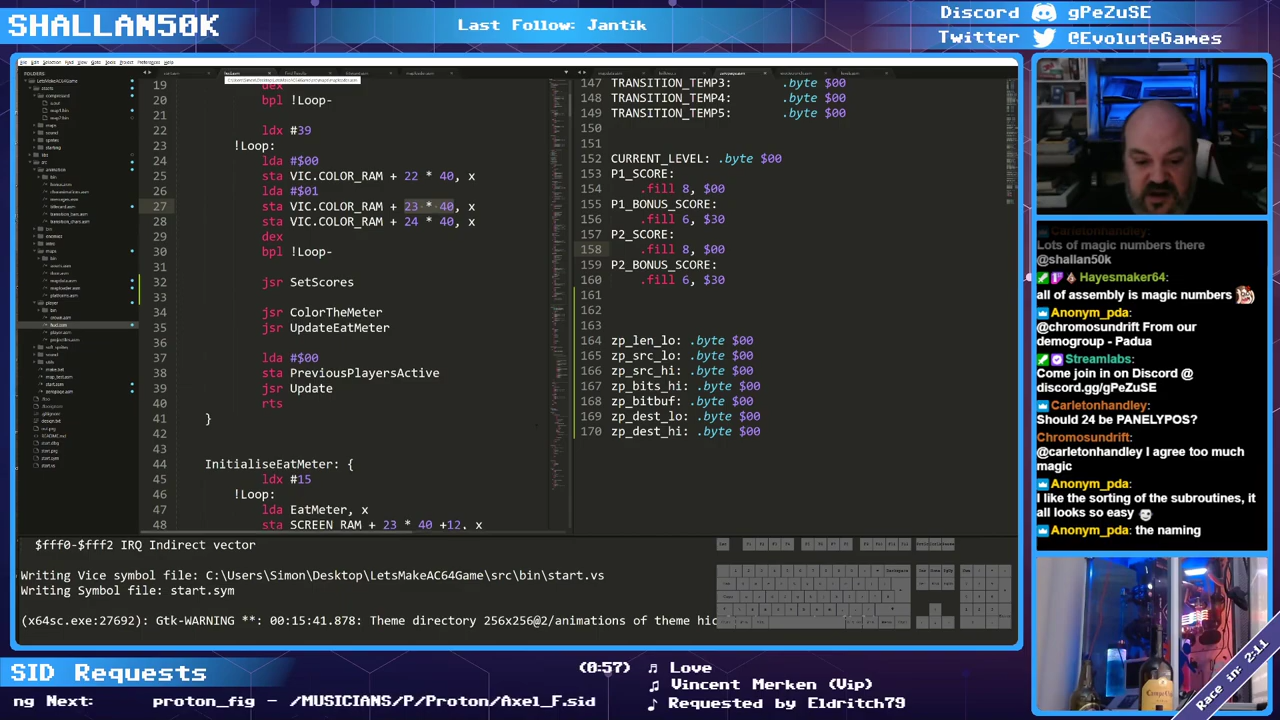 SHALLAN50K
Last Follow: Jantik
Discord gPeZuSE
Twitter @EvoluteGames
19 dex
20 bpl !Loop-
21
22 ldx #39
23 !Loop:
24 lda #$00
25 sta VIC.COLOR_RAM + 22 * 40, x
26 lda #$01
27 sta VIC.COLOR_RAM + 23 * 40, x
28 sta VIC.COLOR_RAM + 24 * 40, x
29 dex
30 bpl !Loop-
31
32 jsr SetScores
33
34 jsr ColorTheMeter
35 jsr UpdateEatMeter
36
37 lda #$00
38 sta PreviousPlayersActive
39 jsr Update
40 rts
41 }
42
43
44 InitialiseEatMeter: {
45 ldx #15
46 !Loop:
47 lda EatMeter, x
48 sta SCREEN_RAM + 23 * 40 +12, x
147 TRANSITION_TEMP3: .byte $00
148 TRANSITION_TEMP4: .byte $00
149 TRANSITION_TEMP5: .byte $00
150
151
152 CURRENT_LEVEL: .byte $00
153 P1_SCORE:
154 .fill 8, $00
155 P1_BONUS_SCORE:
156 .fill 6, $30
157 P2_SCORE:
158 .fill 8, $00
159 P2_BONUS_SCORE:
160 .fill 6, $30
161
162
163
164 zp_len_lo: .byte $00
165 zp_src_lo: .byte $00
166 zp_src_hi: .byte $00
167 zp_bits_hi: .byte $00
168 zp_bitbuf: .byte $00
169 zp_dest_lo: .byte $00
170 zp_dest_hi: .byte $00
$fff0-$fff2 IRQ Indirect vector
Writing Vice symbol file: C:\Users\Simon\Desktop\LetsMakeAC64Game\src\bin\start.vs
Writing Symbol file: start.sym
(x64sc.exe:27692): Gtk-WARNING **: 00:15:41.878: Theme directory 256x256@2/animations of theme hic
Carletonhandley:
Lots of magic numbers there
@shallan50k
Hayesmaker64:
all of assembly is magic numbers
Anonym_pda:
@chromosundrift From our
demogroup - Padua
Streamlabs:
Come join in on Discord @
discord.gg/gPeZuSE
Carletonhandley:
Should 24 be PANELYPOS?
Chromosundrift:
@carletonhandley I agree too much
magic
Anonym_pda:
I like the sorting of the subroutines, it
all looks so easy
Anonym_pda:
the naming
SID Requests
(0:57) Love
Vincent Merken (Vip)
Requested by Eldritch79
ng Next: proton_fig - /MUSICIANS/P/Proton/Axel_F.sid
Race in: 2:11